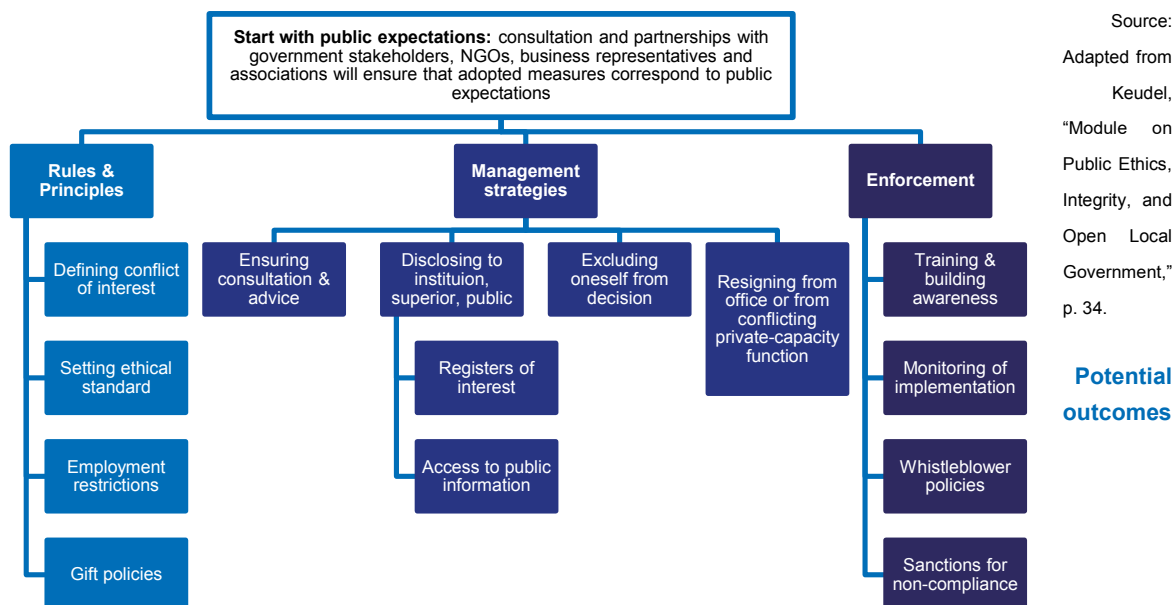 Start with public expectations: consultation and partnerships with
government stakeholders, NGOs, business representatives and
associations will ensure that adopted measures correspond to public
expectations
Rules &
Principles
Defining conflict
of interest
Setting ethical
standard
Employment
restrictions
Gift policies
Management
strategies
Ensuring
consultation &
advice
Disclosing to
instituion,
superior, public,
Registers of
interest
Access to public
information
Excluding
oneself from
decision
Resigning from
office or from
conflicting
private-capacity
function
Enforcement
Training &
building
awareness
Monitoring of
implementation
Whistleblower
policies
Sanctions for
non-compliance
Source:
Adapted from
Keudel,
“Module on
Public Ethics,
Integrity, and
Open Local
Government,”
p. 34.
Potential
outcomes